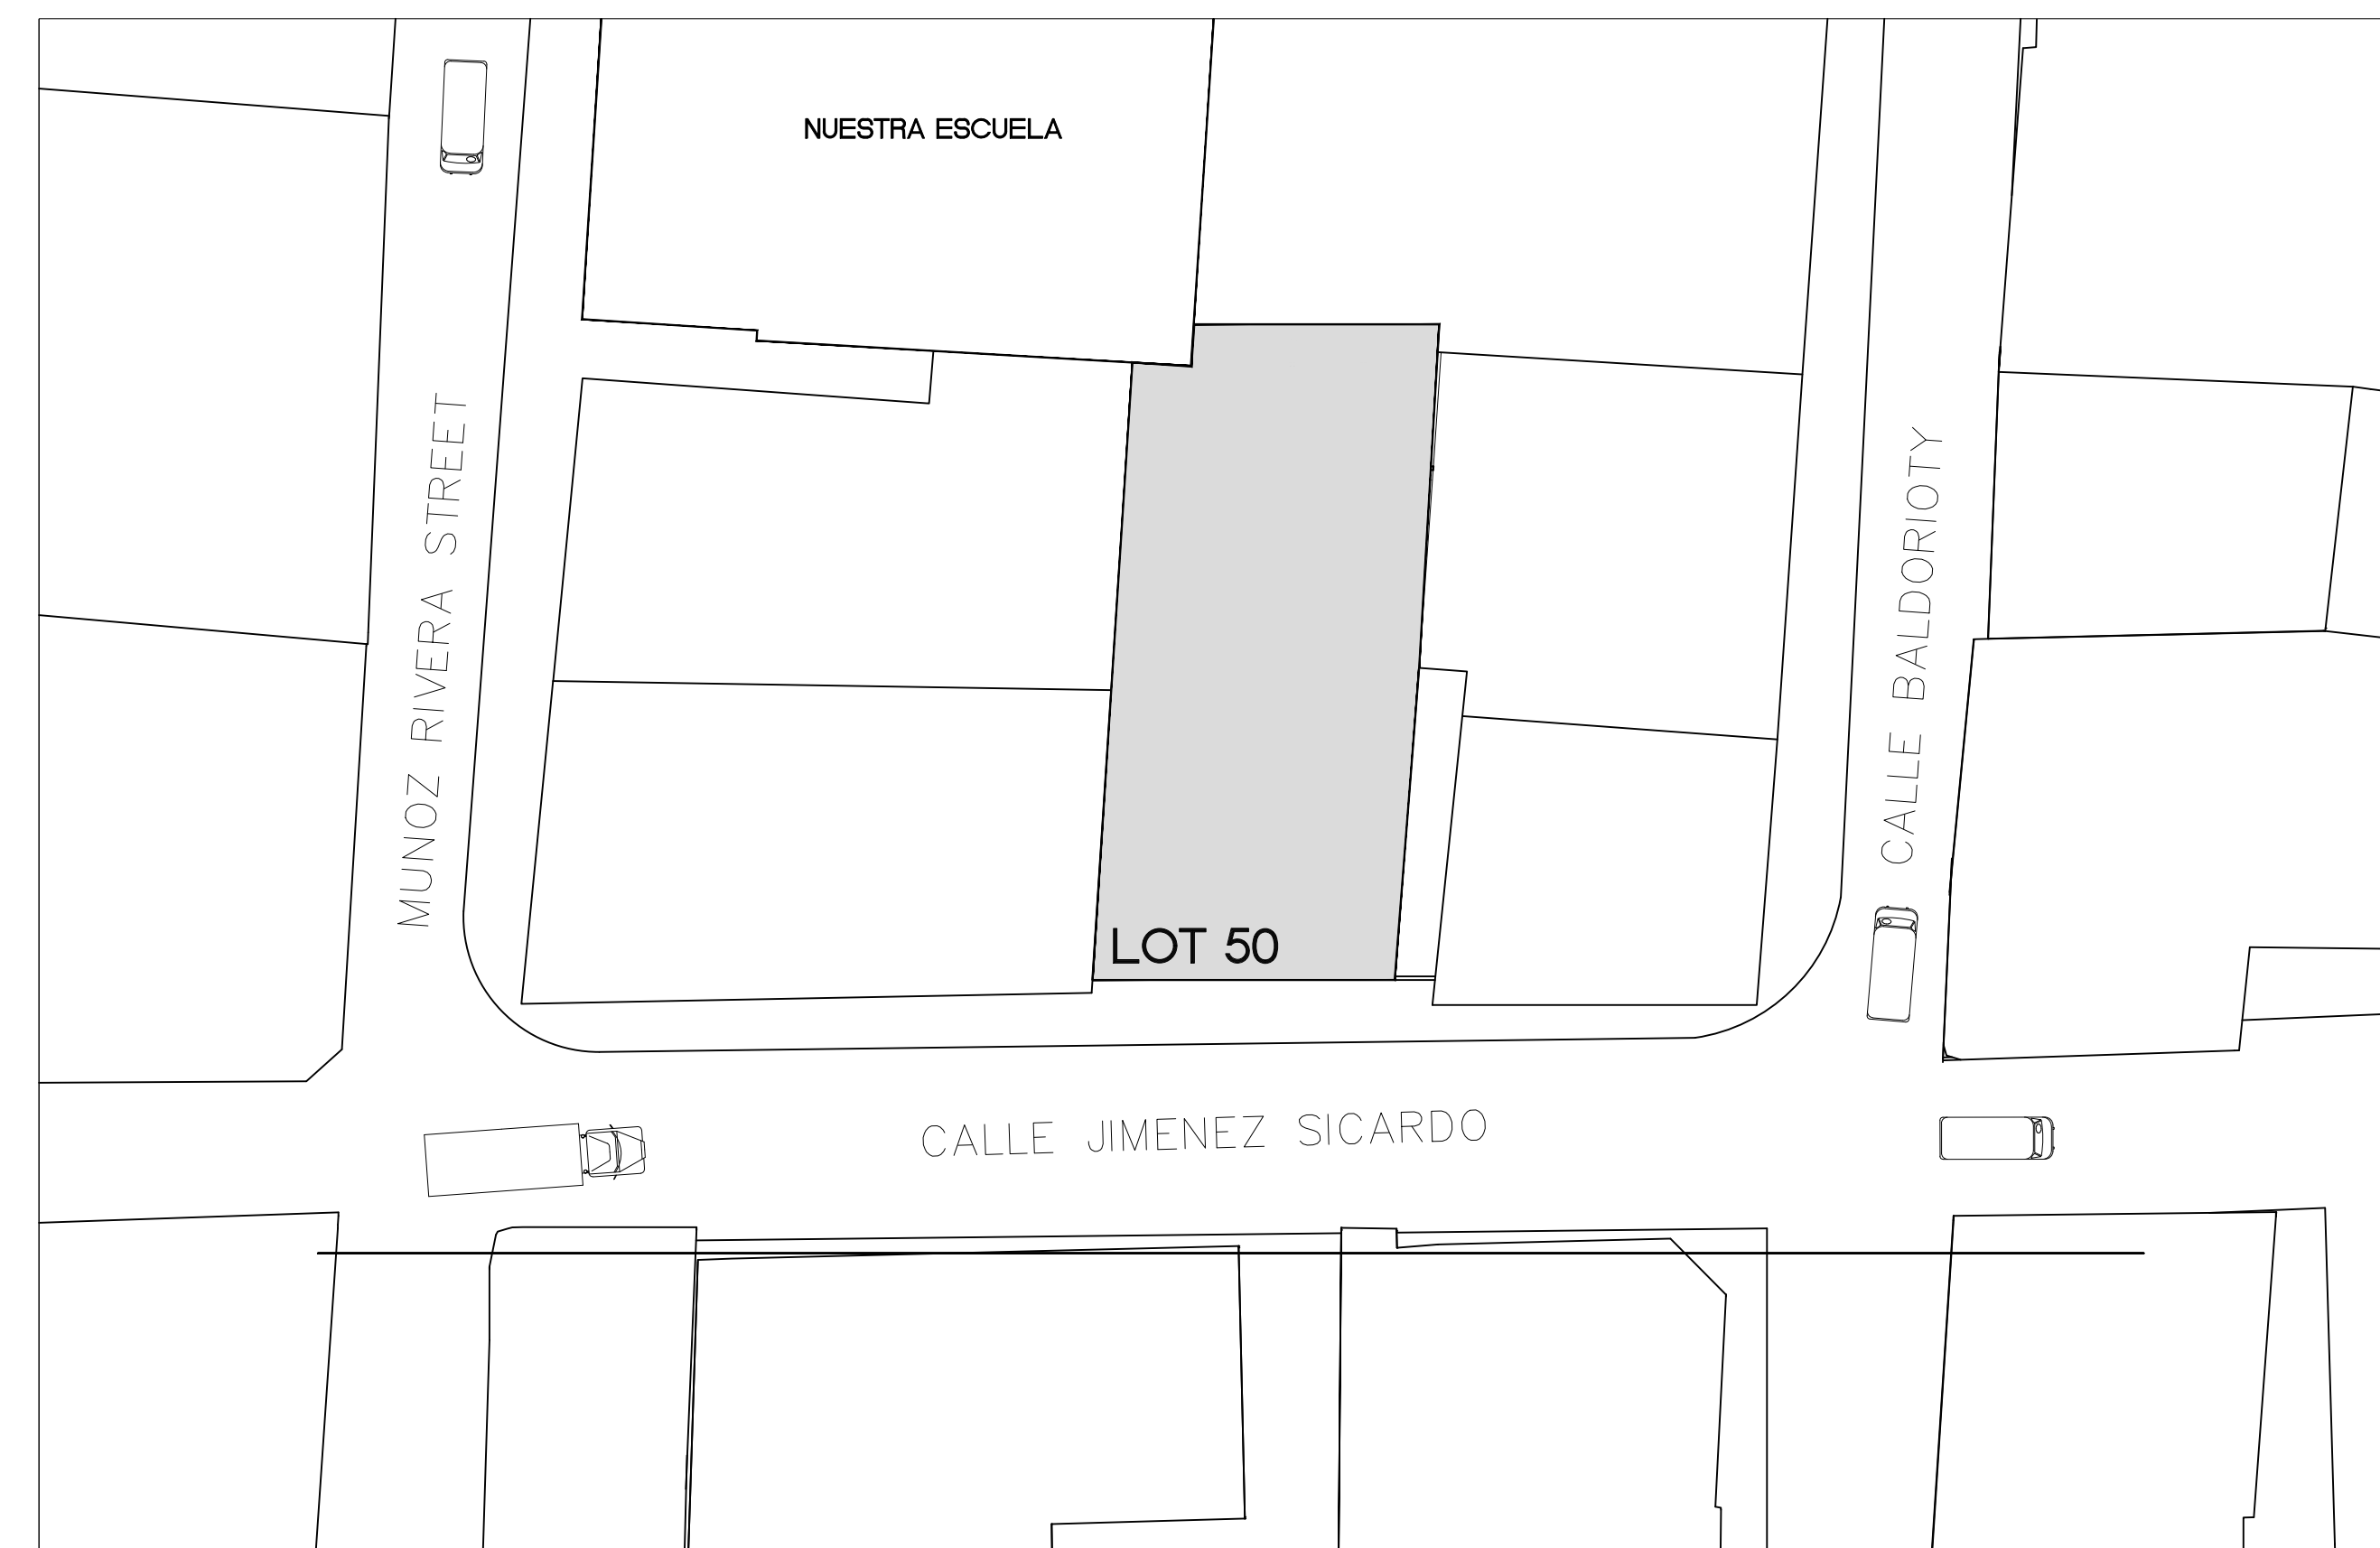 NUESTRA ESCUELA
MUNOZ RIVERA STREET
CALLE BALDORIOTY
LOT 50
CALLE JIMENEZ SICARDO